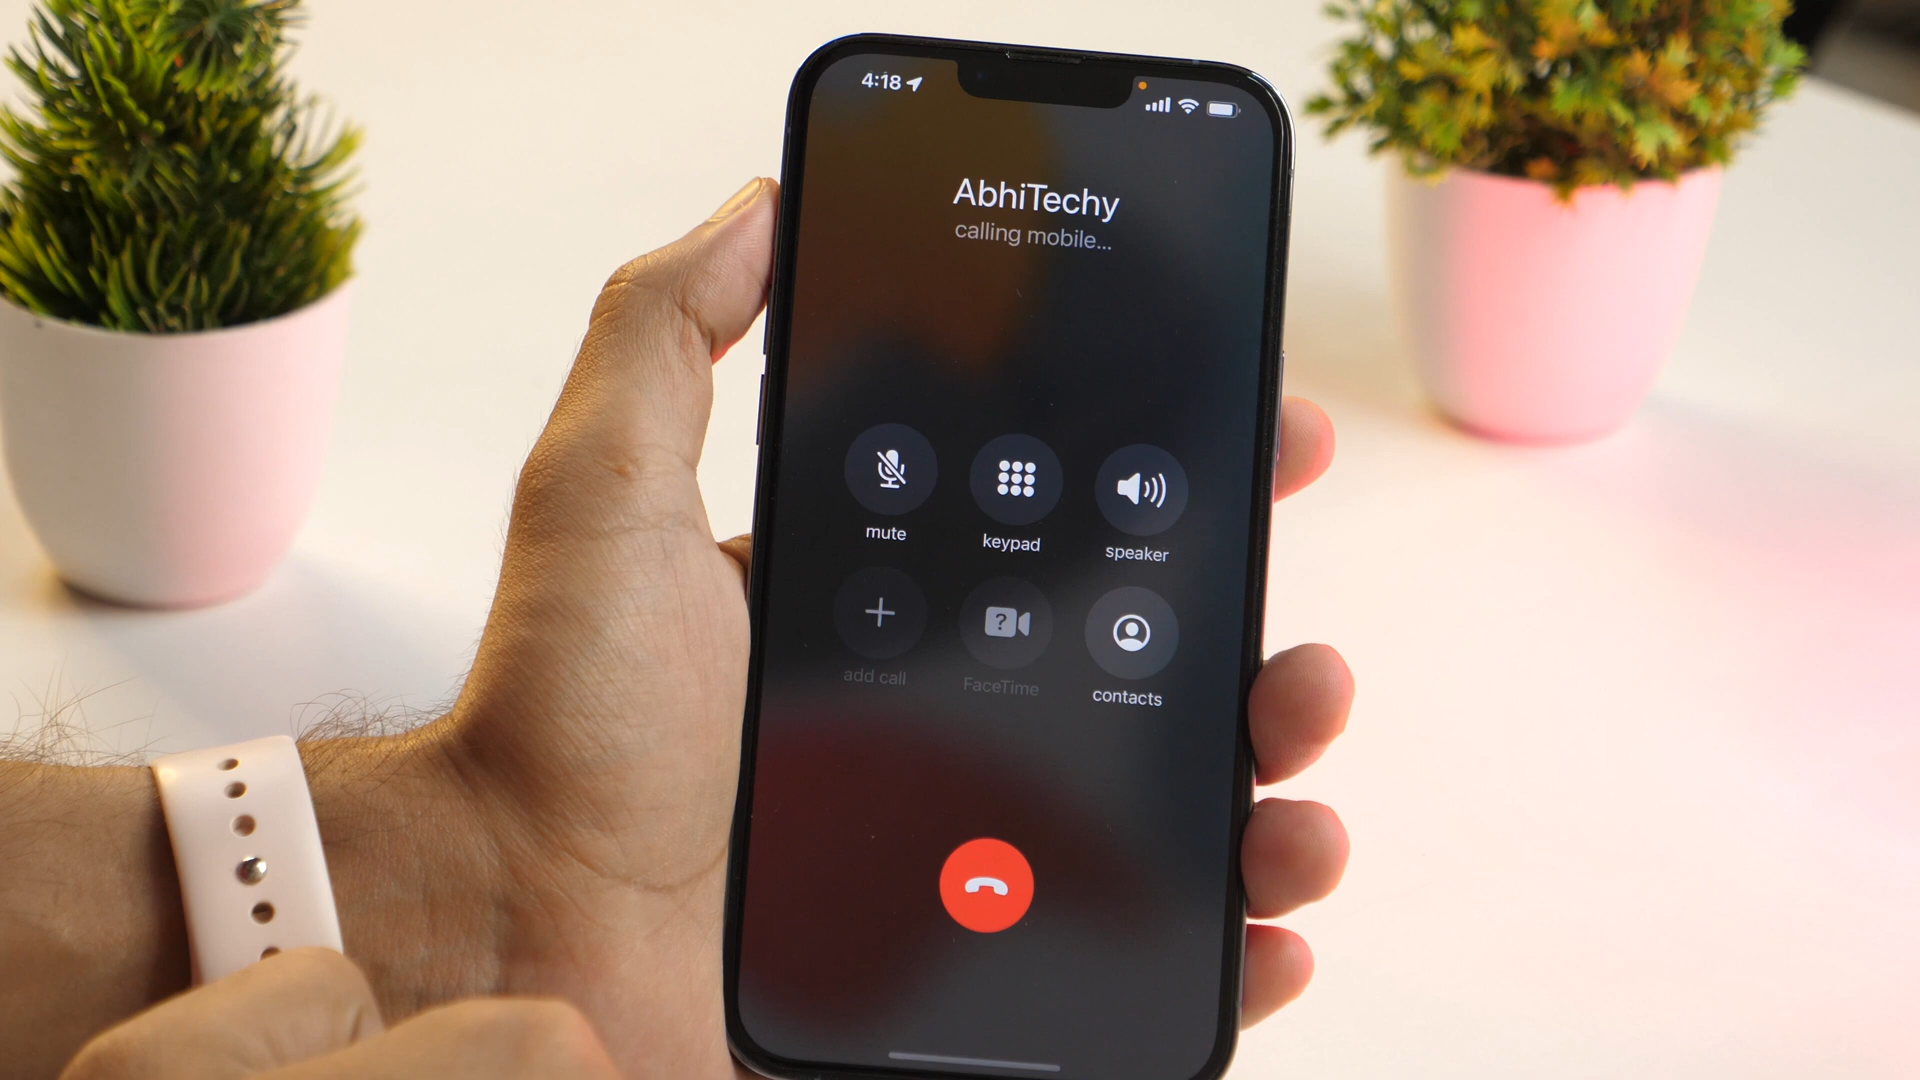 4:18
AbhiTechy
calling mobile...
mute
keypad
speaker
add call
FaceTime
contacts